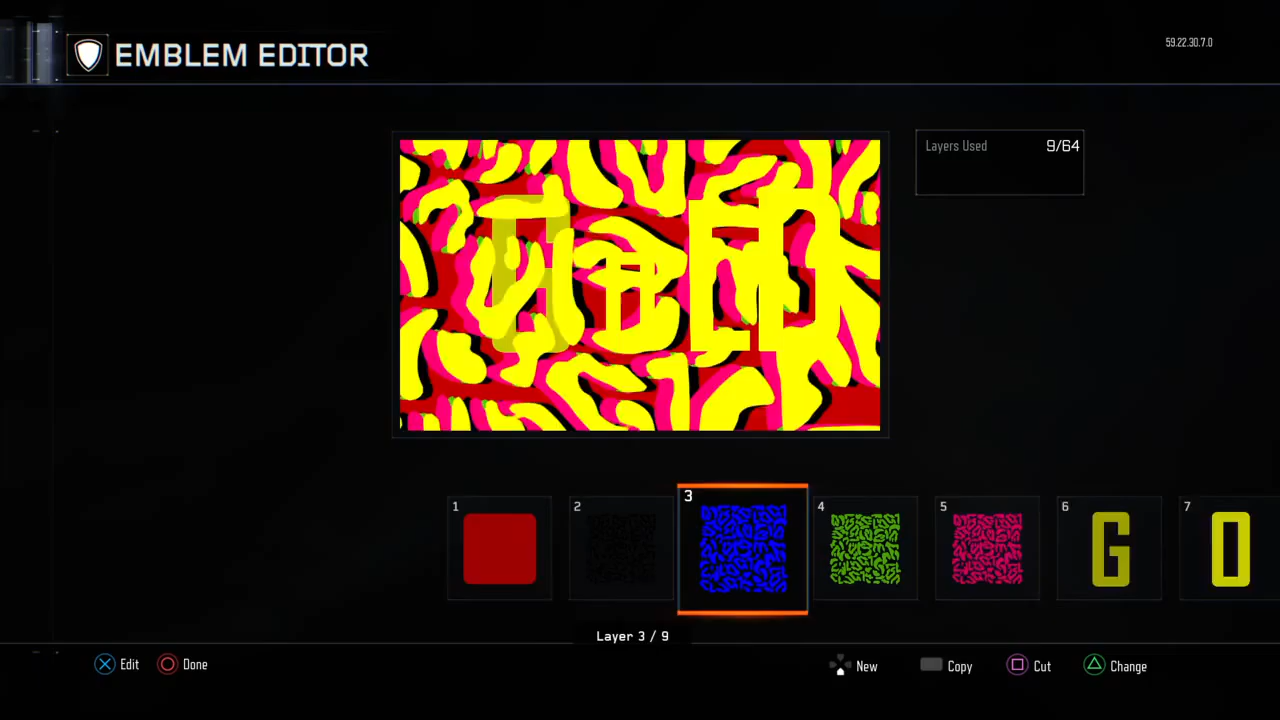 EMBLEM EDITOR
59.22.30.7.0
Layers Used 9/64
GOLD
1 2 3 4 5 6 7
G O
Layer 3 / 9
Edit Done New Copy Cut Change